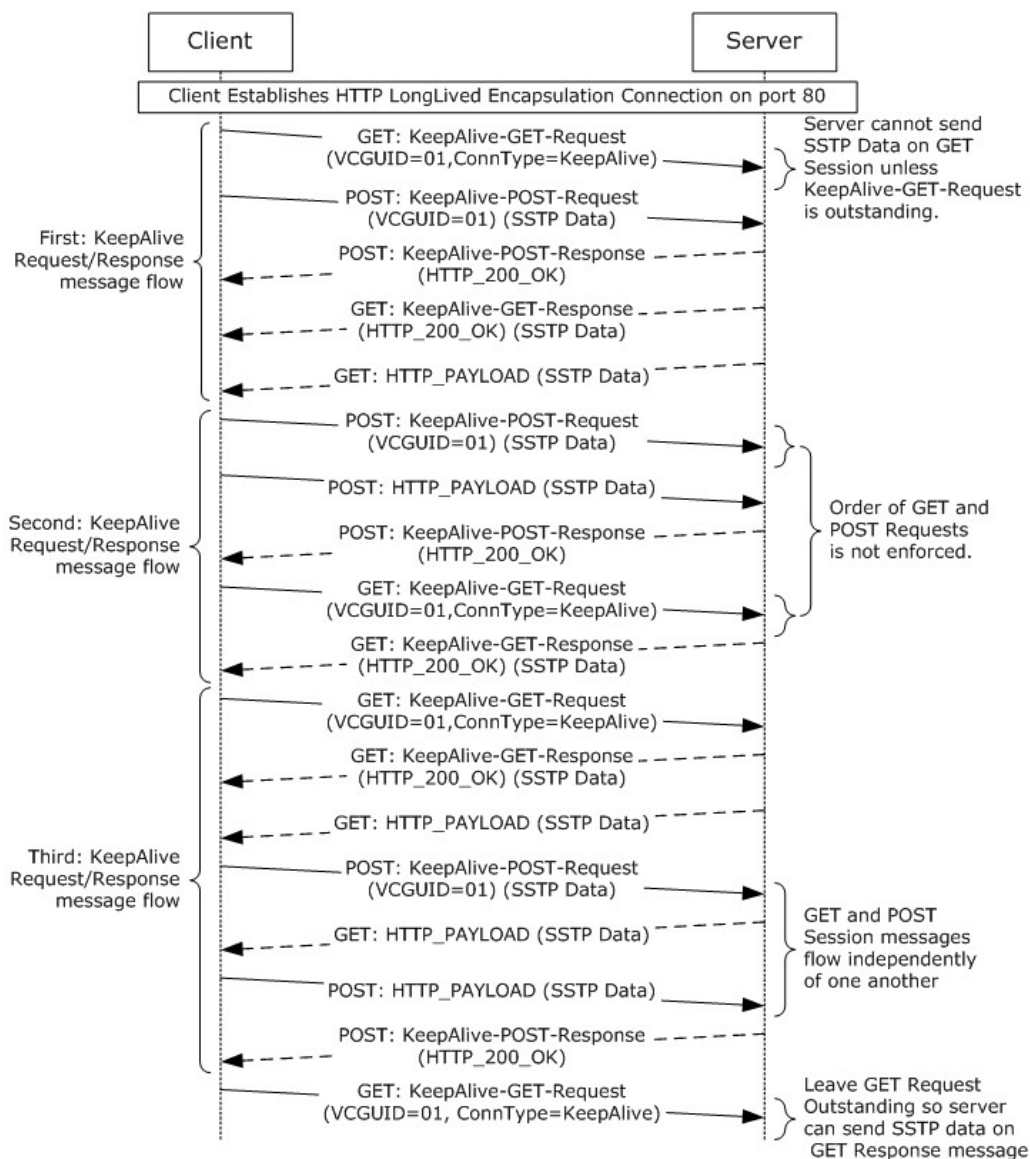 Client
Server
Client Establishes HTTP LongLived Encapsulation Connection on port 80
GET: KeepAlive-GET-Request
(VCGUID=01,ConnType=KeepAlive)
Server cannot send
SSTP Data on GET
Session unless
KeepAlive-GET-Request
is outstanding.
POST: KeepAlive-POST-Request
(VCGUID=01) (SSTP Data)
First: KeepAlive
Request/Response
message flow
POST: KeepAlive-POST-Response
(HTTP_200_OK)
GET: KeepAlive-GET-Response
(HTTP_200_OK) (SSTP Data)
GET: HTTP_PAYLOAD (SSTP Data)
POST: KeepAlive-POST-Request
(VCGUID=01) (SSTP Data)
POST: HTTP_PAYLOAD (SSTP Data)
Second: KeepAlive
Request/Response
message flow
Order of GET and
POST Requests
is not enforced.
POST: KeepAlive-POST-Response
(HTTP_200_OK)
GET: KeepAlive-GET-Request
(VCGUID=01,ConnType=KeepAlive)
GET: KeepAlive-GET-Response
(HTTP_200_OK) (SSTP Data)
GET: KeepAlive-GET-Request
(VCGUID=01,ConnType=KeepAlive)
GET: KeepAlive-GET-Response
(HTTP_200_OK) (SSTP Data)
GET: HTTP_PAYLOAD (SSTP Data)
Third: KeepAlive
Request/Response
message flow
POST: KeepAlive-POST-Request
(VCGUID=01) (SSTP Data)
GET: HTTP_PAYLOAD (SSTP Data)
GET and POST
Session messages
flow independently
of one another
POST: HTTP_PAYLOAD (SSTP Data)
POST: KeepAlive-POST-Response
(HTTP_200_OK)
GET: KeepAlive-GET-Request
(VCGUID=01, ConnType=KeepAlive)
Leave GET Request
Outstanding so server
can send SSTP data on
GET Response message